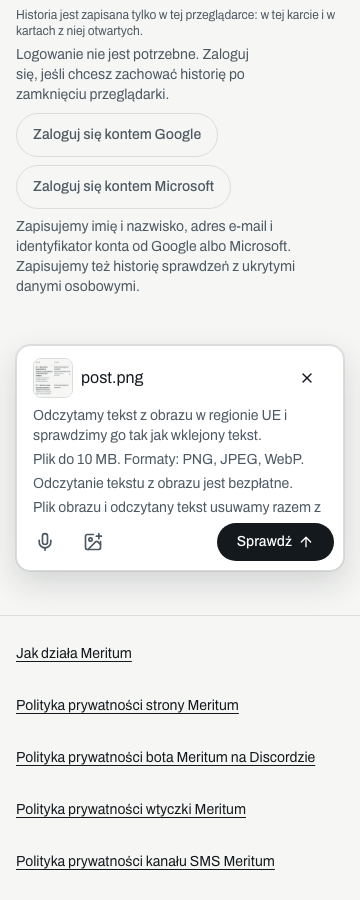 Historia jest zapisana tylko w tej przeglądarce: w tej karcie i w
kartach z niej otwartych.
Logowanie nie jest potrzebne. Zaloguj
się, jeśli chcesz zachować historię po
zamknięciu przeglądarki.
Zaloguj się kontem Google
Zaloguj się kontem Microsoft
Zapisujemy imię i nazwisko, adres e-mail i
identyfikator konta od Google albo Microsoft.
Zapisujemy też historię sprawdzeń z ukrytymi
danymi osobowymi.
post.png
Odczytamy tekst z obrazu w regionie UE i
sprawdzimy go tak jak wklejony tekst.
Plik do 10 MB. Formaty: PNG, JPEG, WebP.
Odczytanie tekstu z obrazu jest bezpłatne.
Plik obrazu i odczytany tekst usuwamy razem z
Sprawdź
Jak działa Meritum
Polityka prywatności strony Meritum
Polityka prywatności bota Meritum na Discordzie
Polityka prywatności wtyczki Meritum
Polityka prywatności kanału SMS Meritum